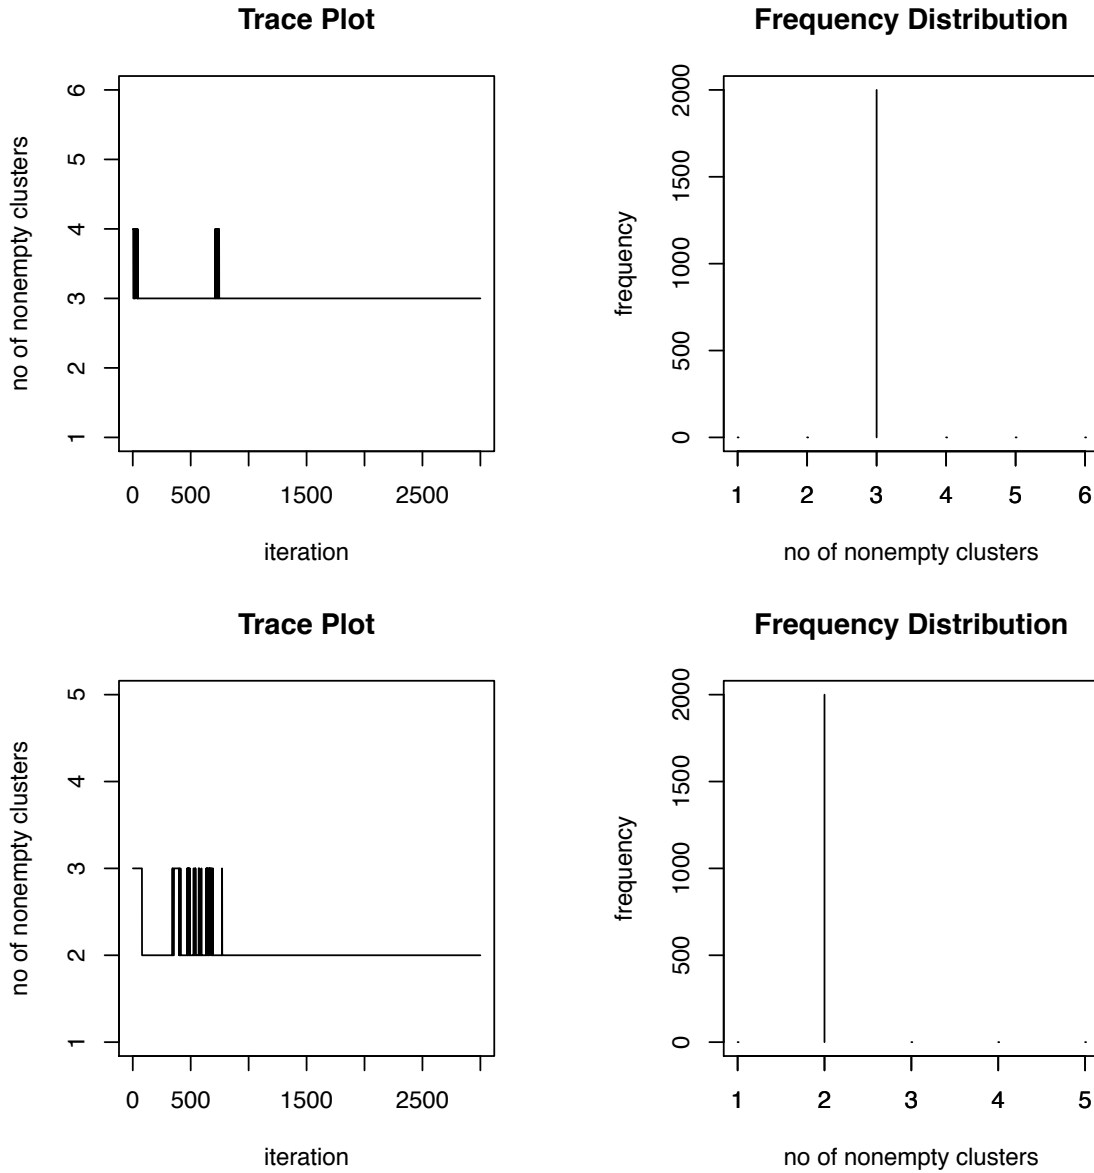 Trace Plot
no of nonempty clusters
6
5
4
3
2
1
0 500 1500 2500
iteration
Frequency Distribution
frequency
2000
1500
1000
500
0
1 2 3 4 5 6
no of nonempty clusters
Trace Plot
no of nonempty clusters
5
4
3
2
1
0 500 1500 2500
iteration
Frequency Distribution
frequency
2000
1500
1000
500
0
1 2 3 4 5
no of nonempty clusters